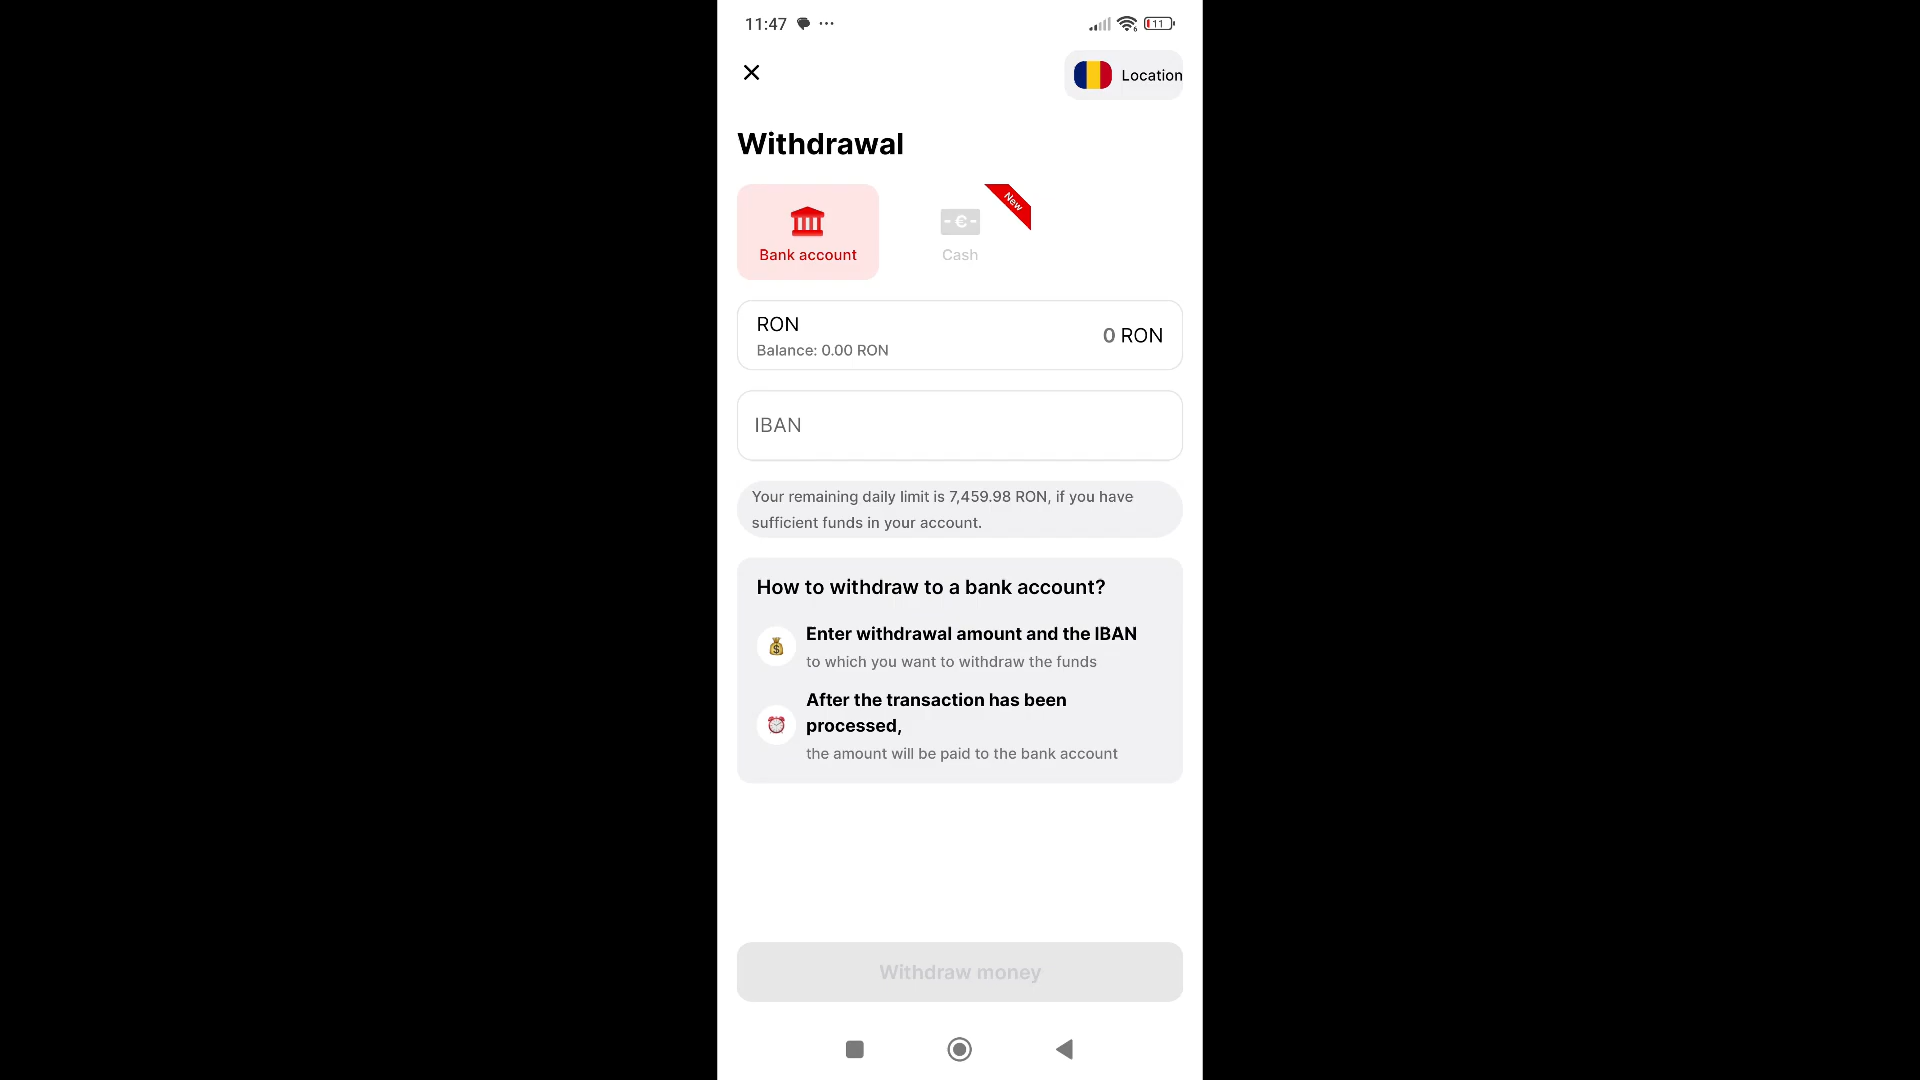 11:47
11
Location
Withdrawal
New
-€-
Bank account
Cash
RON
Balance: 0.00 RON
0 RON
IBAN
Your remaining daily limit is 7,459.98 RON, if you have
sufficient funds in your account.
How to withdraw to a bank account?
Enter withdrawal amount and the IBAN
to which you want to withdraw the funds
After the transaction has been
processed,
the amount will be paid to the bank account
Withdraw money